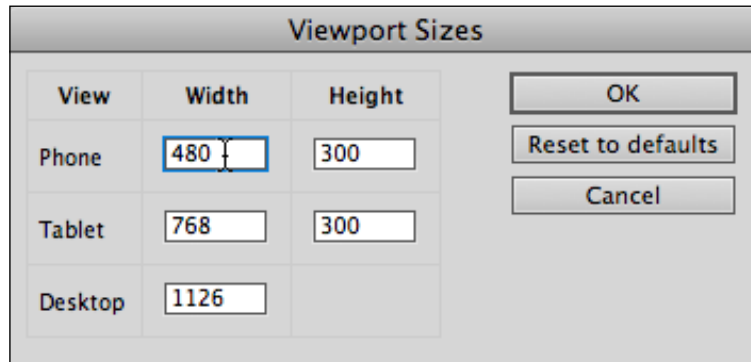 Viewport Sizes
View Width Height
Phone 480 300
Tablet 768 300
Desktop 1126
OK
Reset to defaults
Cancel